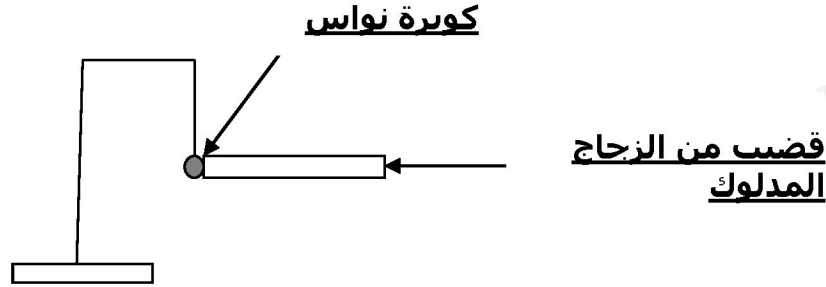 كويرة نواس
قضيب من الزجاج
المدلوك